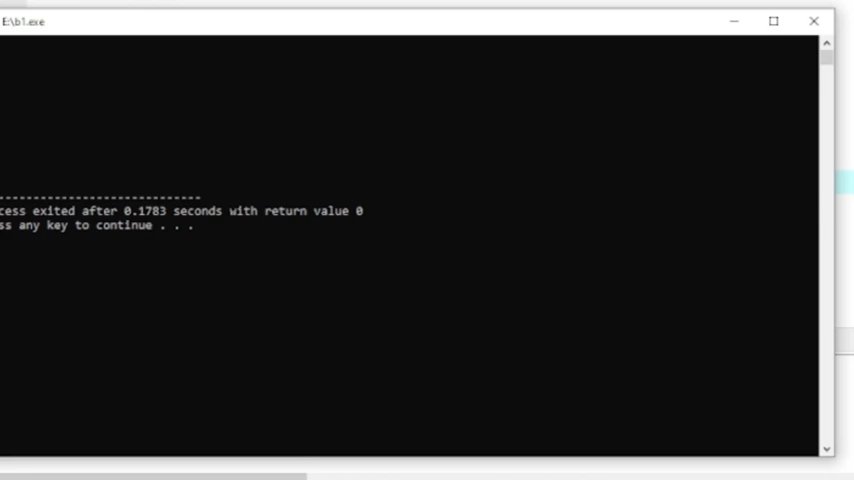 E:\b1.exe
--------------------------------
cess exited after 0.1783 seconds with return value 0
ss any key to continue . . .